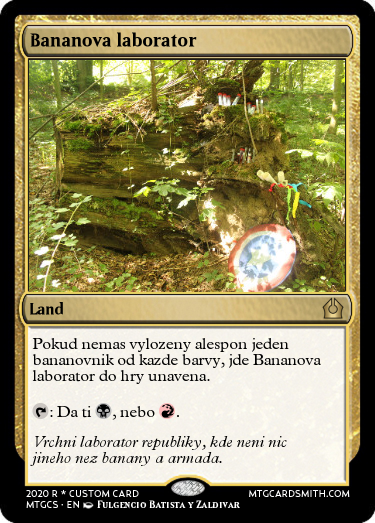 Bananova laborator
Land
Pokud nemas vylozeny alespon jeden
bananovnik od kazde barvy, jde Bananova
laborator do hry unavena.
: Da ti , nebo .
Vrchni laborator republiky, kde neni nic
jineho nez banany a armada.
2020 R * CUSTOM CARD
MTGCARDSMITH.COM
MTGCS · EN FULGENCIO BATISTA Y ZALDIVAR